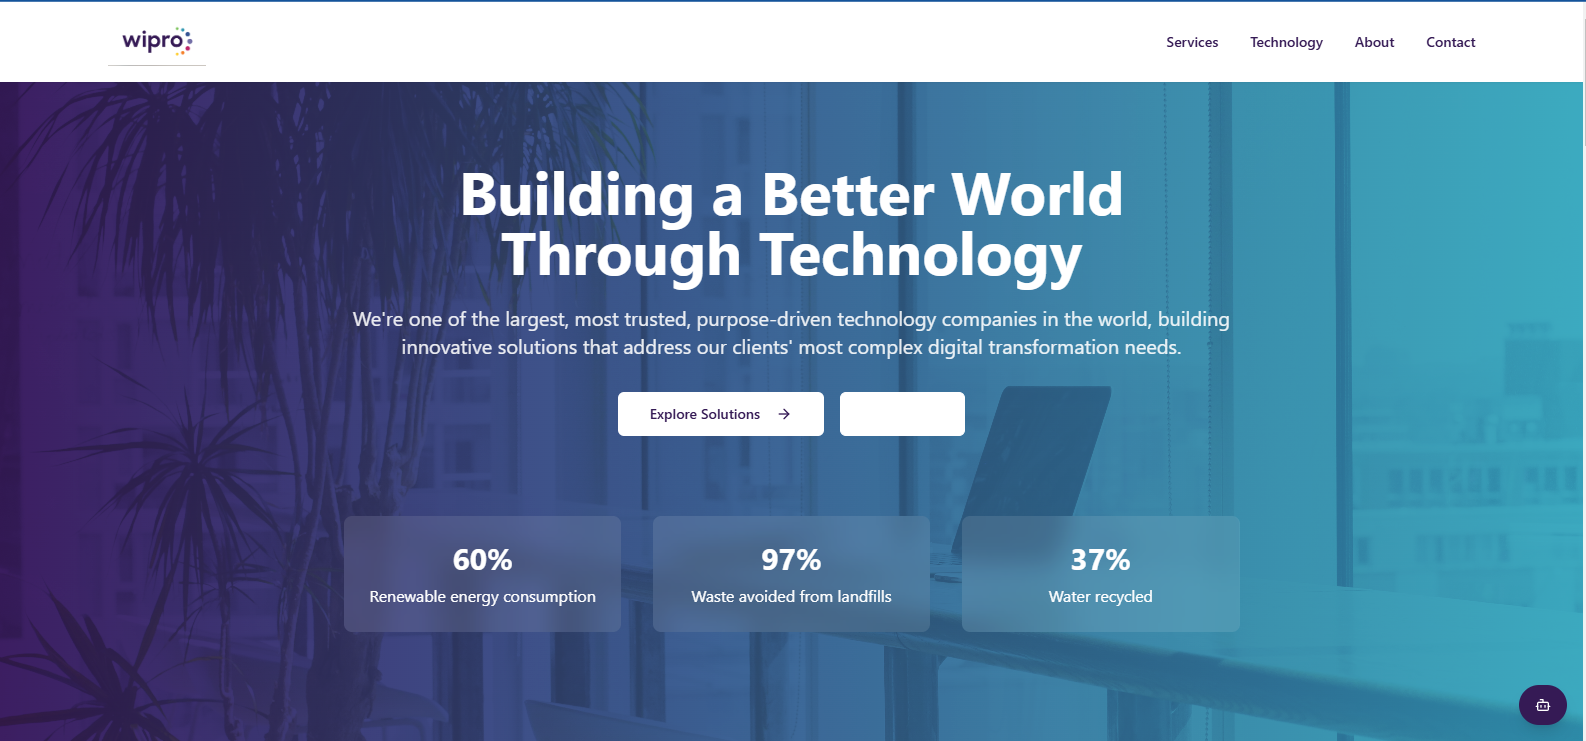 wipro
Services
Technology
About
Contact
Building a Better World
Through Technology
We're one of the largest, most trusted, purpose-driven technology companies in the world, building
innovative solutions that address our clients' most complex digital transformation needs.
Explore Solutions →
60%
Renewable energy consumption
97%
Waste avoided from landfills
37%
Water recycled